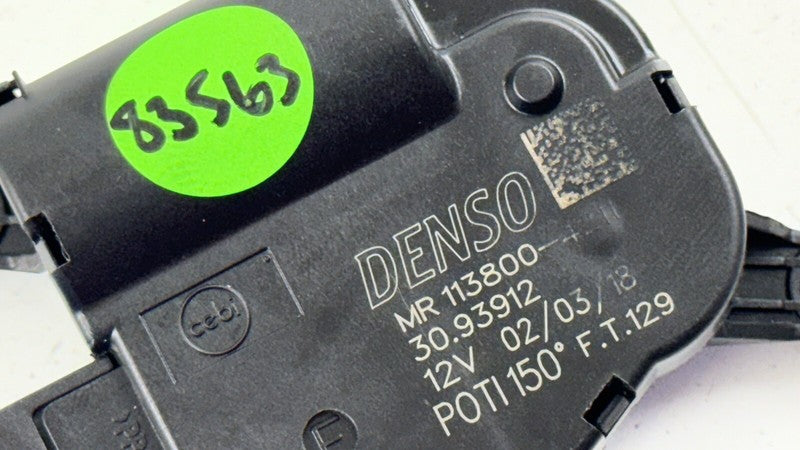 83563
DENSO
MR 113800-
30.93912
12V 02/03/18
POTI 150° F.T.129
cebi